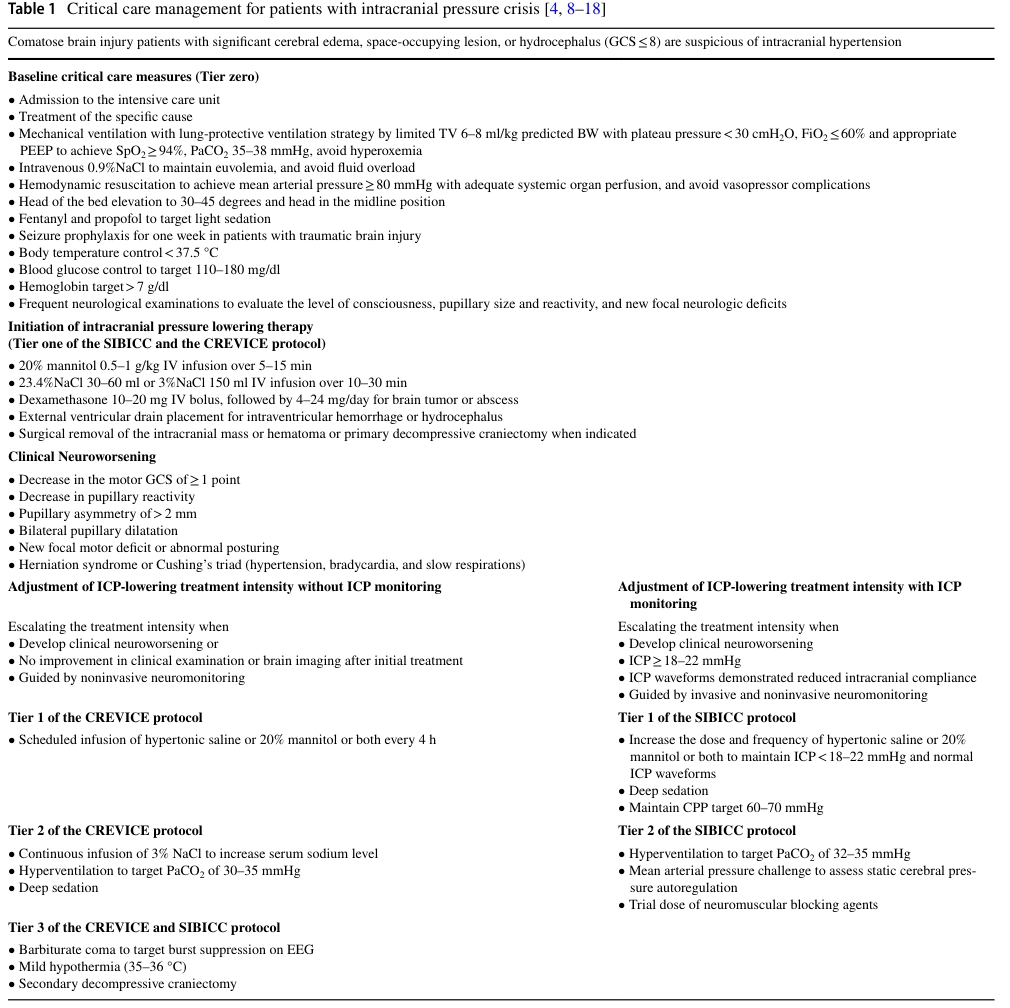 Table 1 Critical care management for patients with intracranial pressure crisis [4, 8–18]
Comatose brain injury patients with significant cerebral edema, space-occupying lesion, or hydrocephalus (GCS ≤ 8) are suspicious of intracranial hypertension
Baseline critical care measures (Tier zero)
• Admission to the intensive care unit
• Treatment of the specific cause
• Mechanical ventilation with lung-protective ventilation strategy by limited TV 6–8 ml/kg predicted BW with plateau pressure < 30 cmH₂O, FiO₂ ≤ 60% and appropriate
PEEP to achieve SpO₂ ≥ 94%, PaCO₂ 35–38 mmHg, avoid hyperoxemia
• Intravenous 0.9%NaCl to maintain euvolemia, and avoid fluid overload
• Hemodynamic resuscitation to achieve mean arterial pressure ≥ 80 mmHg with adequate systemic organ perfusion, and avoid vasopressor complications
• Head of the bed elevation to 30–45 degrees and head in the midline position
• Fentanyl and propofol to target light sedation
• Seizure prophylaxis for one week in patients with traumatic brain injury
• Body temperature control < 37.5 °C
• Blood glucose control to target 110–180 mg/dl
• Hemoglobin target > 7 g/dl
• Frequent neurological examinations to evaluate the level of consciousness, pupillary size and reactivity, and new focal neurologic deficits
Initiation of intracranial pressure lowering therapy
(Tier one of the SIBICC and the CREVICE protocol)
• 20% mannitol 0.5–1 g/kg IV infusion over 5–15 min
• 23.4%NaCl 30–60 ml or 3%NaCl 150 ml IV infusion over 10–30 min
• Dexamethasone 10–20 mg IV bolus, followed by 4–24 mg/day for brain tumor or abscess
• External ventricular drain placement for intraventricular hemorrhage or hydrocephalus
• Surgical removal of the intracranial mass or hematoma or primary decompressive craniectomy when indicated
Clinical Neuroworsening
• Decrease in the motor GCS of ≥ 1 point
• Decrease in pupillary reactivity
• Pupillary asymmetry of > 2 mm
• Bilateral pupillary dilatation
• New focal motor deficit or abnormal posturing
• Herniation syndrome or Cushing's triad (hypertension, bradycardia, and slow respirations)
Adjustment of ICP-lowering treatment intensity without ICP monitoring
Escalating the treatment intensity when
• Develop clinical neuroworsening or
• No improvement in clinical examination or brain imaging after initial treatment
• Guided by noninvasive neuromonitoring
Adjustment of ICP-lowering treatment intensity with ICP
monitoring
Escalating the treatment intensity when
• Develop clinical neuroworsening
• ICP ≥ 18–22 mmHg
• ICP waveforms demonstrated reduced intracranial compliance
• Guided by invasive and noninvasive neuromonitoring
Tier 1 of the CREVICE protocol
• Scheduled infusion of hypertonic saline or 20% mannitol or both every 4 h
Tier 1 of the SIBICC protocol
• Increase the dose and frequency of hypertonic saline or 20%
mannitol or both to maintain ICP < 18–22 mmHg and normal
ICP waveforms
• Deep sedation
• Maintain CPP target 60–70 mmHg
Tier 2 of the CREVICE protocol
• Continuous infusion of 3% NaCl to increase serum sodium level
• Hyperventilation to target PaCO₂ of 30–35 mmHg
• Deep sedation
Tier 2 of the SIBICC protocol
• Hyperventilation to target PaCO₂ of 32–35 mmHg
• Mean arterial pressure challenge to assess static cerebral pres-
sure autoregulation
• Trial dose of neuromuscular blocking agents
Tier 3 of the CREVICE and SIBICC protocol
• Barbiturate coma to target burst suppression on EEG
• Mild hypothermia (35–36 °C)
• Secondary decompressive craniectomy